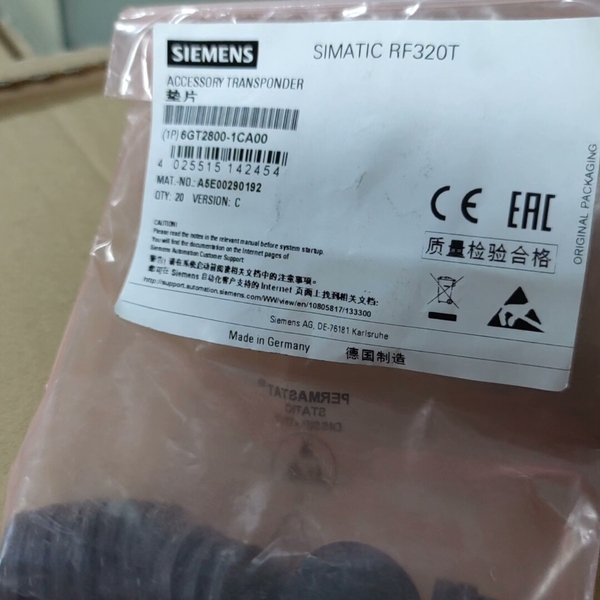 SIEMENS
SIMATIC RF320T
ACCESSORY TRANSPONDER
垫片
(1P)6GT2800-1CA00
4 025515 142454
MAT.-NO.: A5E00290192
QTY: 20 VERSION: C
CAUTION!
Please read the notes in the relevant manual before system startup.
You will find the documentation on the Internet pages of
Siemens Automation Customer Support
警告! 请在系统启动前阅读相关文档中的注意事项。
您可在 Siemens 自动化客户支持的 Internet 页面上找到相关文档:
http://support.automation.siemens.com/WW/view/en/10805817/133300
CE EAC
质量检验合格
ORIGINAL PACKAGING
Siemens AG, DE-76181 Karlsruhe
Made in Germany 德国制造
PERMASTAT®
STATIC